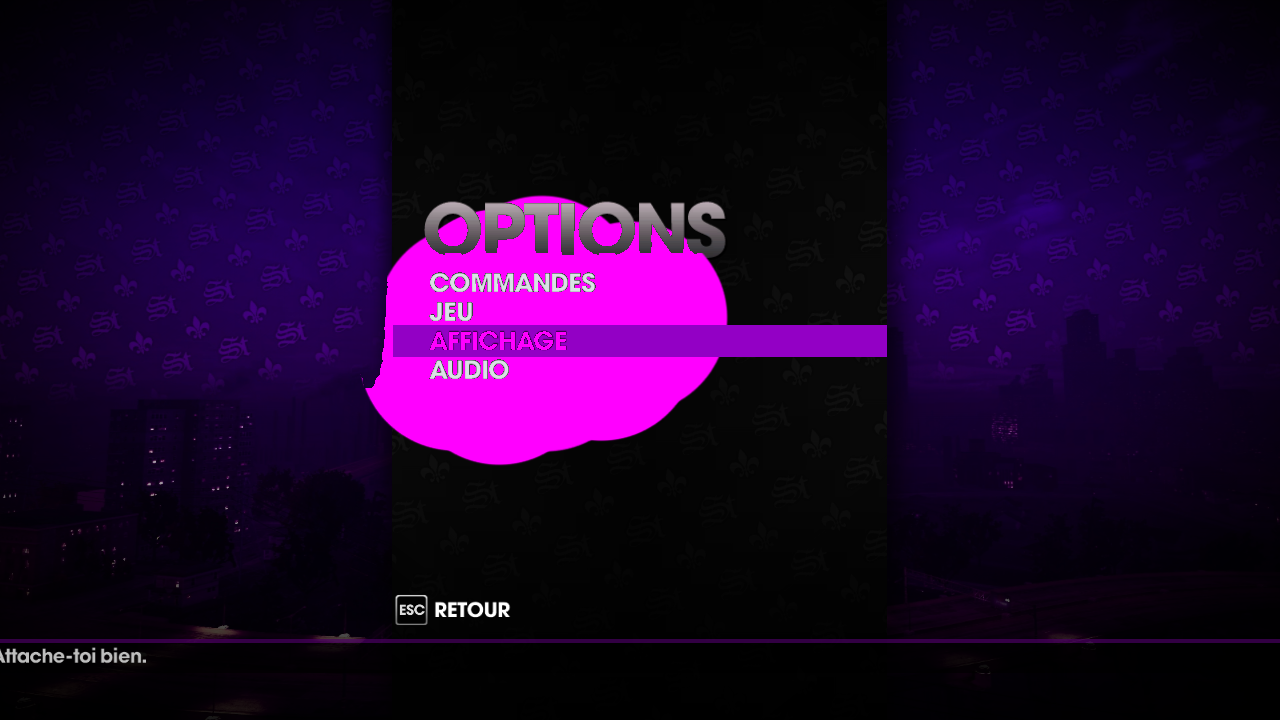 OPTIONS
COMMANDES
JEU
AFFICHAGE
AUDIO
ESC RETOUR
Attache-toi bien.